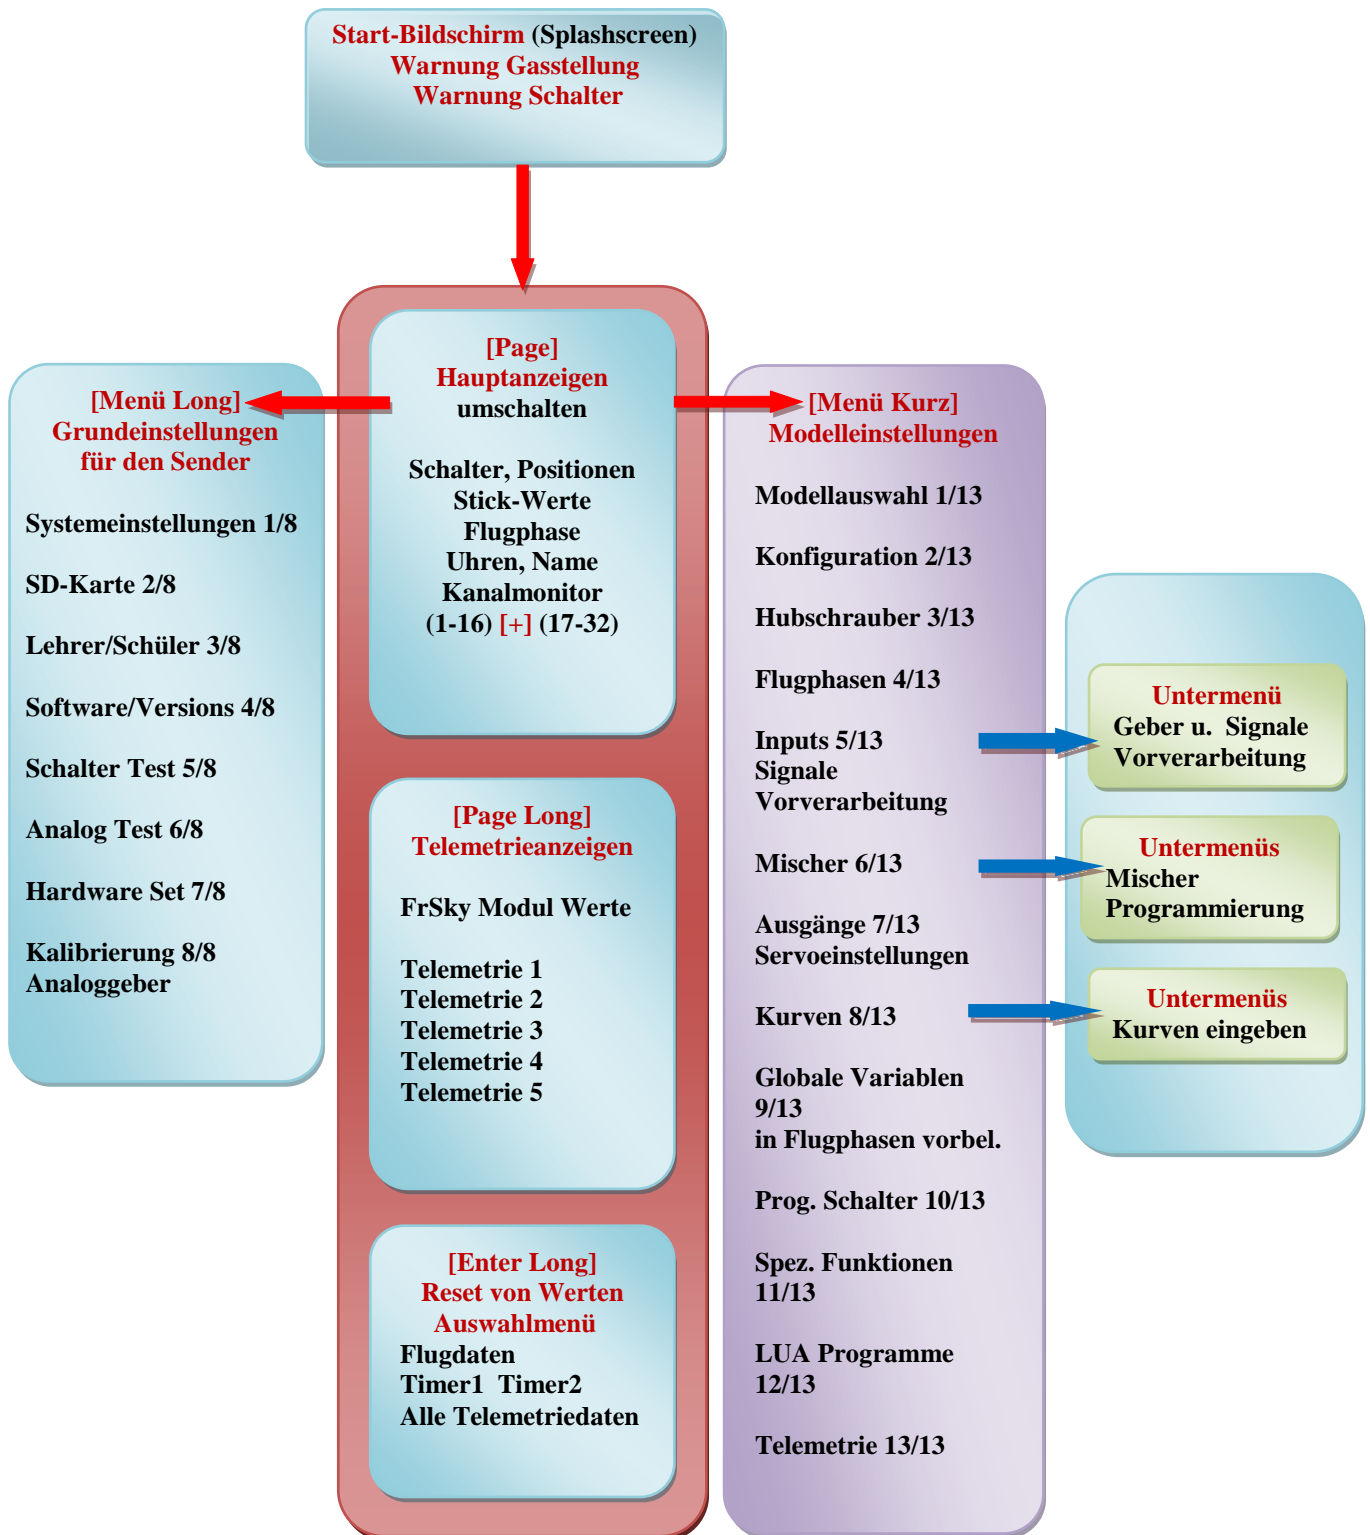 Start-Bildschirm (Splashscreen)
Warnung Gasstellung
Warnung Schalter
[Menü Long]
Grundeinstellungen
für den Sender
Systemeinstellungen 1/8
SD-Karte 2/8
Lehrer/Schüler 3/8
Software/Versions 4/8
Schalter Test 5/8
Analog Test 6/8
Hardware Set 7/8
Kalibrierung 8/8
Analoggeber
[Page]
Hauptanzeigen
umschalten
Schalter, Positionen
Stick-Werte
Flugphase
Uhren, Name
Kanalmonitor
(1-16) [+] (17-32)
[Page Long]
Telemetrieanzeigen
FrSky Modul Werte
Telemetrie 1
Telemetrie 2
Telemetrie 3
Telemetrie 4
Telemetrie 5
[Enter Long]
Reset von Werten
Auswahlmenü
Flugdaten
Timer1 Timer2
Alle Telemetriedaten
[Menü Kurz]
Modelleinstellungen
Modellauswahl 1/13
Konfiguration 2/13
Hubschrauber 3/13
Flugphasen 4/13
Inputs 5/13
Signale
Vorverarbeitung
Mischer 6/13
Ausgänge 7/13
Servoeinstellungen
Kurven 8/13
Globale Variablen
9/13
in Flugphasen vorbel.
Prog. Schalter 10/13
Spez. Funktionen
11/13
LUA Programme
12/13
Telemetrie 13/13
Untermenü
Geber u. Signale
Vorverarbeitung
Untermenüs
Mischer
Programmierung
Untermenüs
Kurven eingeben